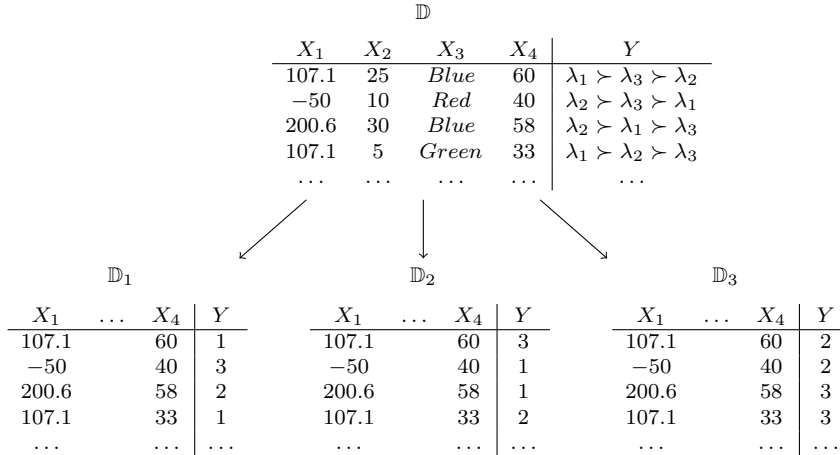 𝔻
X₁ X₂ X₃ X₄ Y
107.1 25 Blue 60 λ₁ ≻ λ₃ ≻ λ₂
−50 10 Red 40 λ₂ ≻ λ₃ ≻ λ₁
200.6 30 Blue 58 λ₂ ≻ λ₁ ≻ λ₃
107.1 5 Green 33 λ₁ ≻ λ₂ ≻ λ₃
... ... ... ... ...
𝔻₁
X₁ ... X₄ Y
107.1 60 1
−50 40 3
200.6 58 2
107.1 33 1
... ... ...
𝔻₂
X₁ ... X₄ Y
107.1 60 3
−50 40 1
200.6 58 1
107.1 33 2
... ... ...
𝔻₃
X₁ ... X₄ Y
107.1 60 2
−50 40 2
200.6 58 3
107.1 33 3
... ... ...